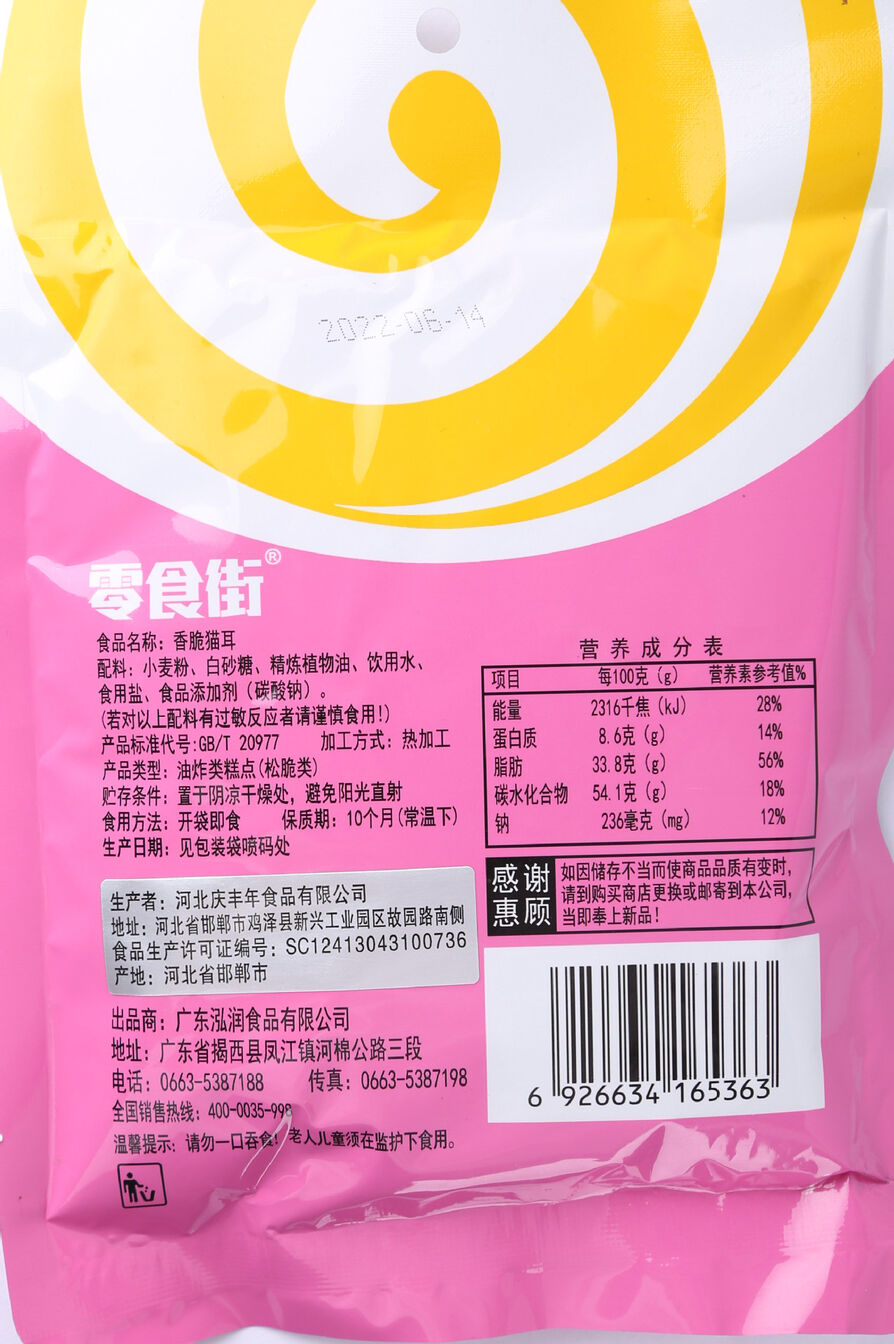 2022-06-14
零食街®
食品名称：香脆猫耳
配料：小麦粉、白砂糖、精炼植物油、饮用水、
食用盐、食品添加剂（碳酸钠）。
(若对以上配料有过敏反应者请谨慎食用!)
产品标准代号:GB/T 20977 加工方式：热加工
产品类型：油炸类糕点(松脆类)
贮存条件：置于阴凉干燥处，避免阳光直射
食用方法：开袋即食 保质期：10个月(常温下)
生产日期：见包装袋喷码处
生产者：河北庆丰年食品有限公司
地址：河北省邯郸市鸡泽县新兴工业园区故园路南侧
食品生产许可证编号：SC12413043100736
产地：河北省邯郸市
出品商：广东泓润食品有限公司
地址：广东省揭西县凤江镇河棉公路三段
电话：0663-5387188 传真：0663-5387198
全国销售热线：400-0035-998
温馨提示：请勿一口吞食！老人儿童须在监护下食用。
营养成分表
项目 每100克（g） 营养素参考值%
能量 2316千焦（kJ） 28%
蛋白质 8.6克（g） 14%
脂肪 33.8克（g） 56%
碳水化合物 54.1克（g） 18%
钠 236毫克（mg） 12%
感谢惠顾
如因储存不当而使商品品质有变时，
请到购买商店更换或邮寄到本公司，
当即奉上新品！
6 926634 165363